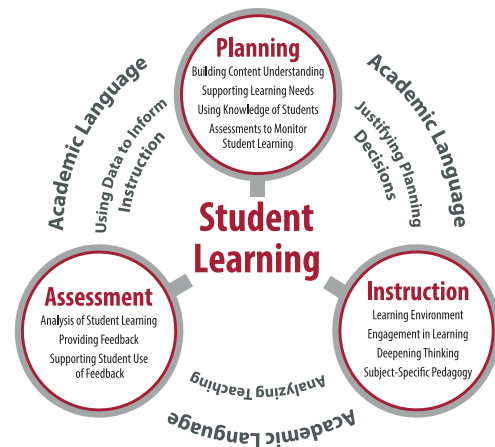 Planning
Building Content Understanding
Supporting Learning Needs
Using Knowledge of Students
Assessments to Monitor
Student Learning
Academic Language
Using Data to Inform
Instruction
Academic Language
Justifying Planning
Decisions
Student
Learning
Assessment
Analysis of Student Learning
Providing Feedback
Supporting Student Use
of Feedback
Instruction
Learning Environment
Engagement in Learning
Deepening Thinking
Subject-Specific Pedagogy
Analyzing Teaching
Academic Language